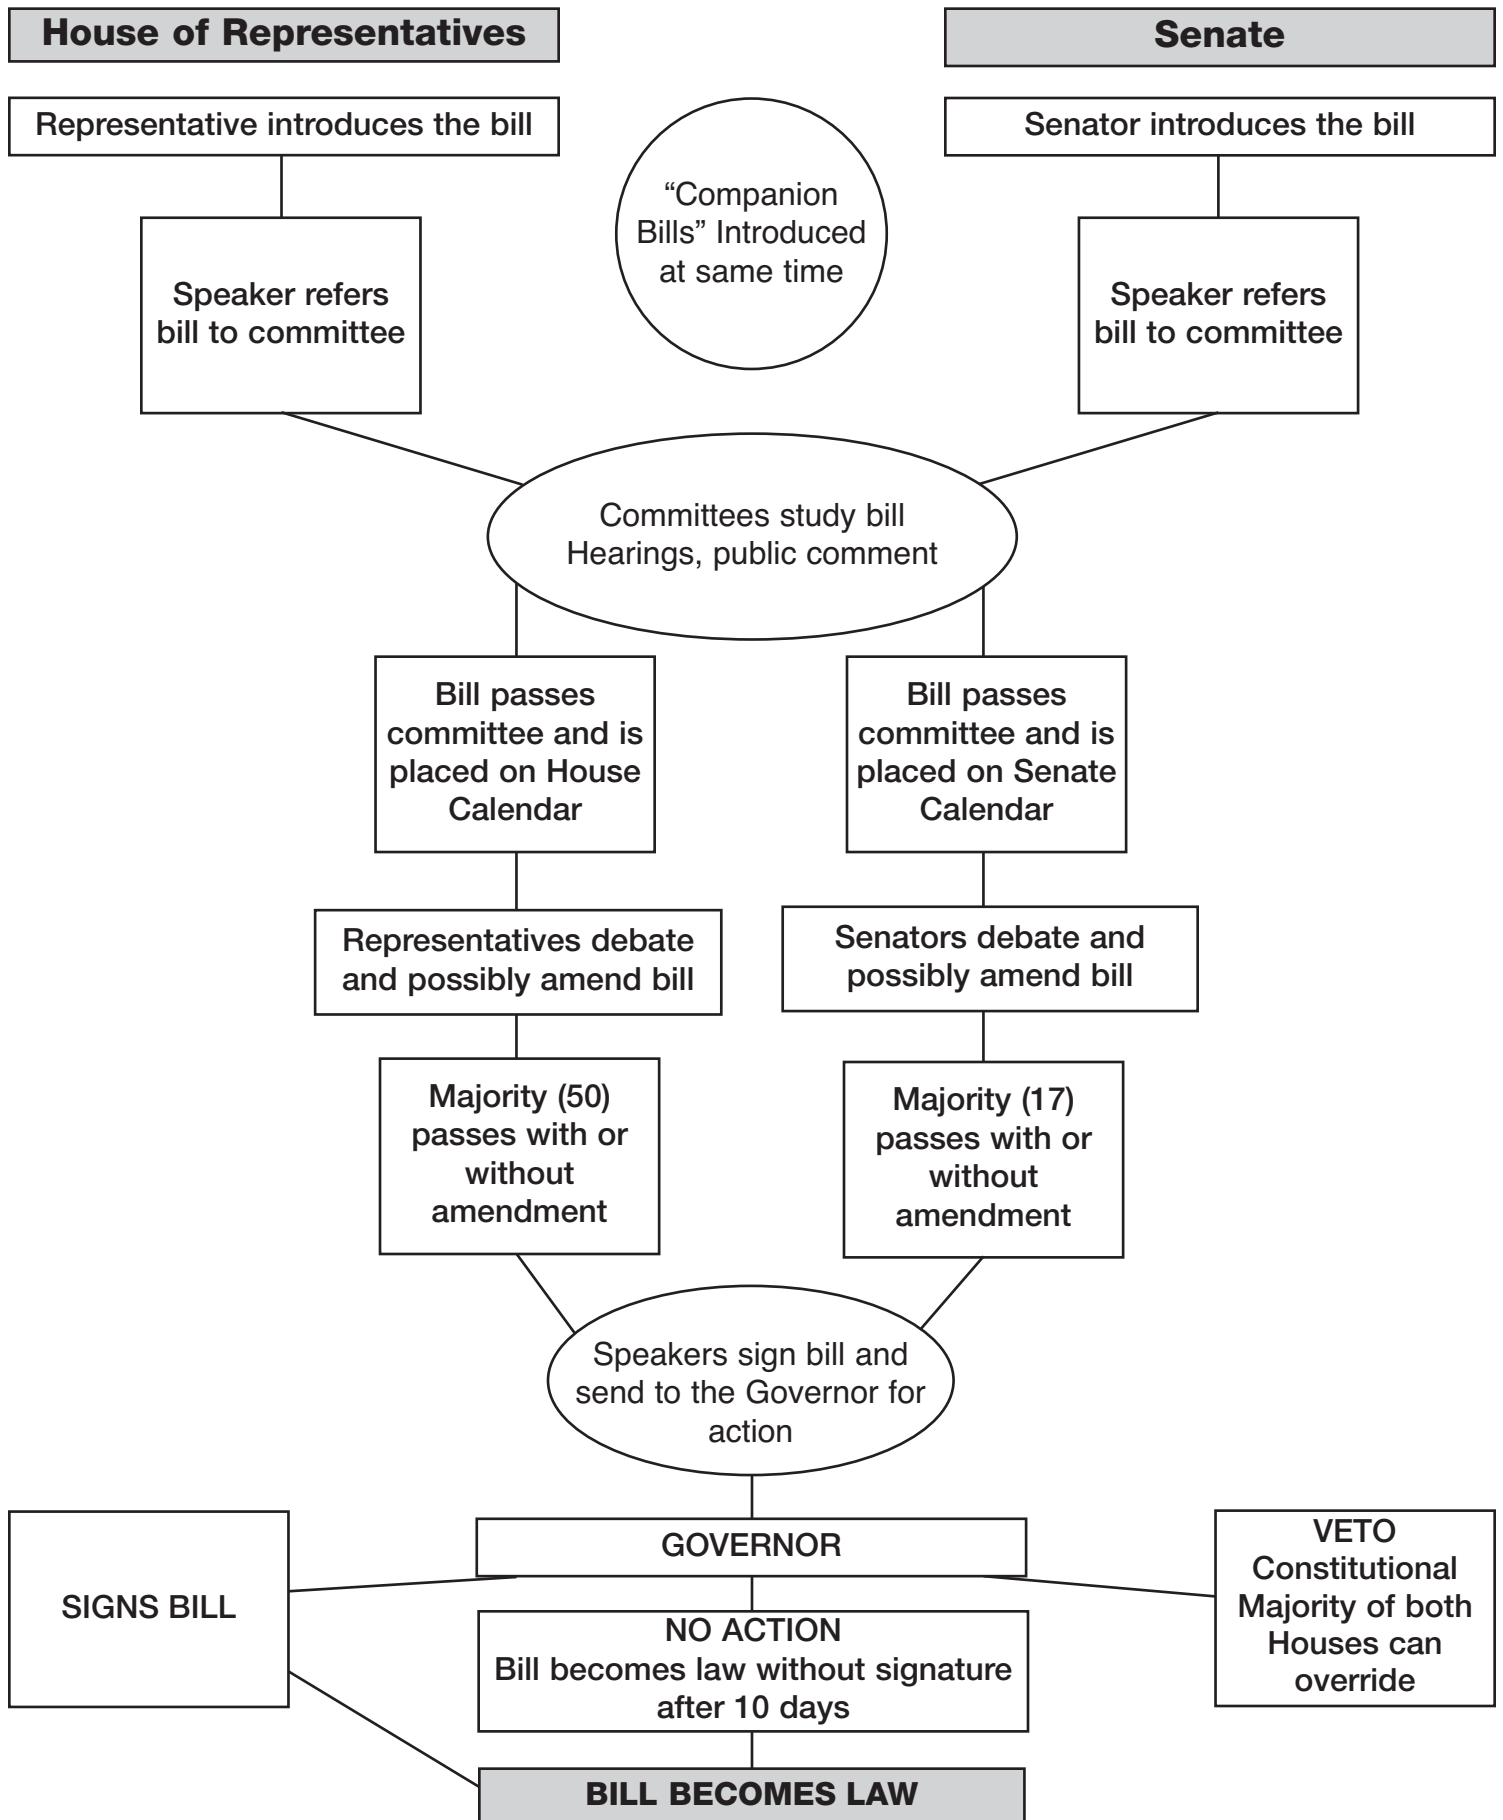 House of Representatives
Senate
Representative introduces the bill
Senator introduces the bill
“Companion
Bills” Introduced
at same time
Speaker refers
bill to committee
Speaker refers
bill to committee
Committees study bill
Hearings, public comment
Bill passes
committee and is
placed on House
Calendar
Bill passes
committee and is
placed on Senate
Calendar
Representatives debate
and possibly amend bill
Senators debate and
possibly amend bill
Majority (50)
passes with or
without
amendment
Majority (17)
passes with or
without
amendment
Speakers sign bill and
send to the Governor for
action
GOVERNOR
SIGNS BILL
NO ACTION
Bill becomes law without signature
after 10 days
VETO
Constitutional
Majority of both
Houses can
override
BILL BECOMES LAW